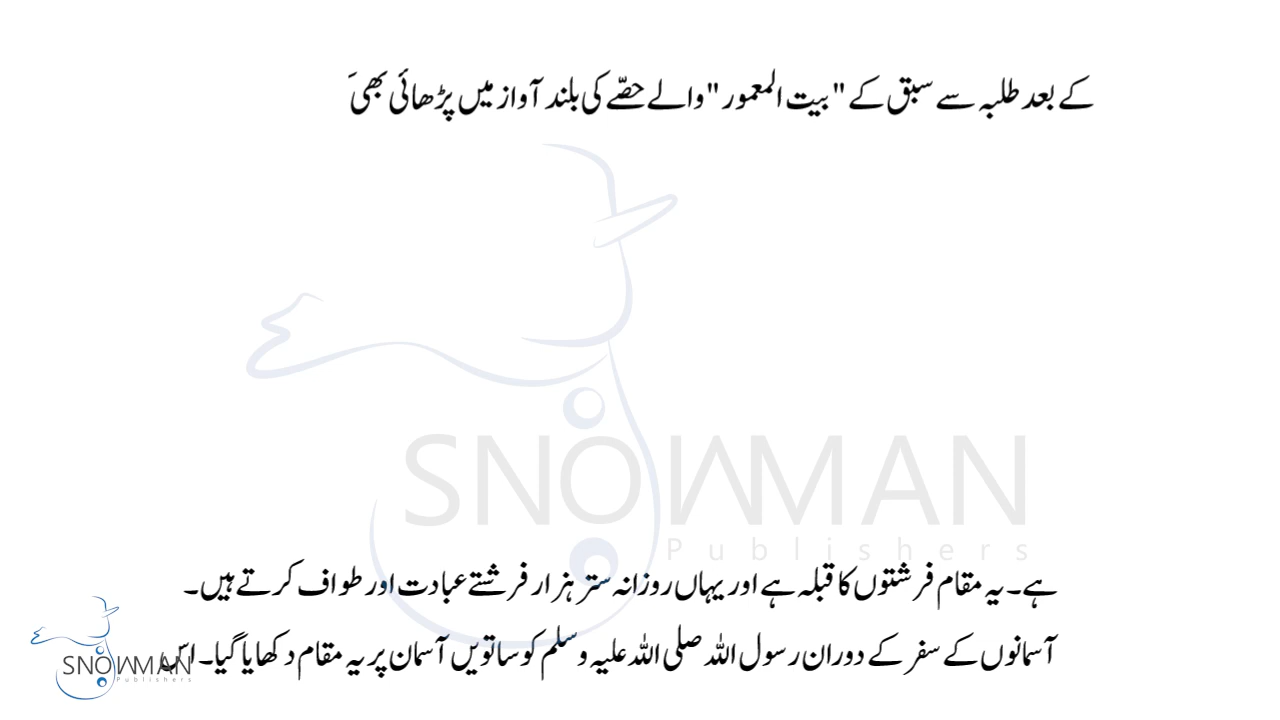 کے بعد طلبہ سے سبق کے "بیت المعمور" والے حصّے کی بلند آواز میں پڑھائی بھی
SNOWMAN
Publishers
ہے۔ یہ مقام فرشتوں کا قبلہ ہے اور یہاں روزانہ ستر ہزار فرشتے عبادت اور طواف کرتے ہیں۔
آسمانوں کے سفر کے دوران رسول اللہ صلی اللہ علیہ وسلم کو ساتویں آسمان پر یہ مقام دکھایا گیا۔ اس
SNOWMAN
Publishers